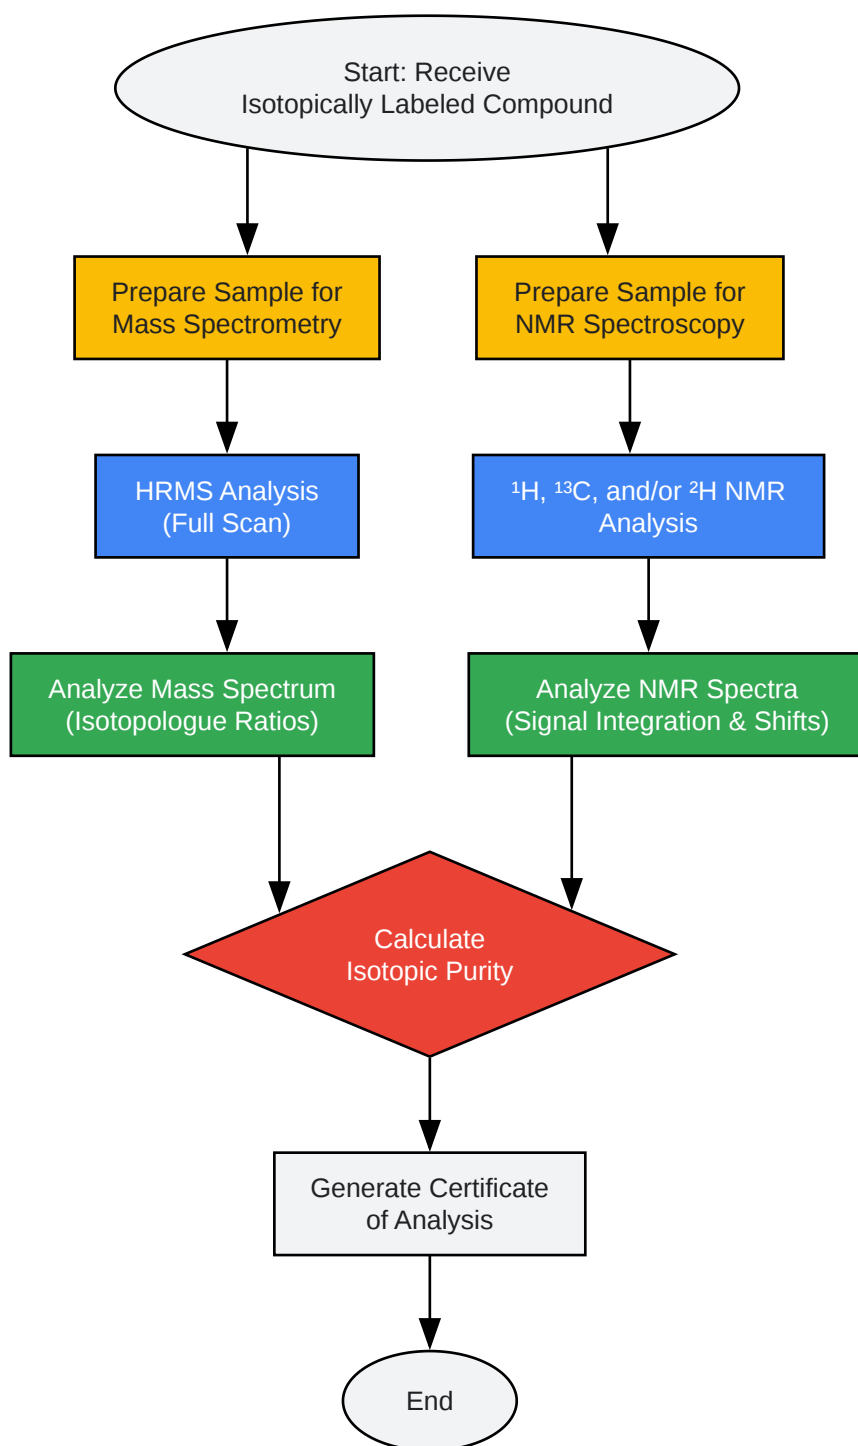 Start: Receive
Isotopically Labeled Compound
Prepare Sample for
Mass Spectrometry
Prepare Sample for
NMR Spectroscopy
HRMS Analysis
(Full Scan)
¹H, ¹³C, and/or ²H NMR
Analysis
Analyze Mass Spectrum
(Isotopologue Ratios)
Analyze NMR Spectra
(Signal Integration & Shifts)
Calculate
Isotopic Purity
Generate Certificate
of Analysis
End